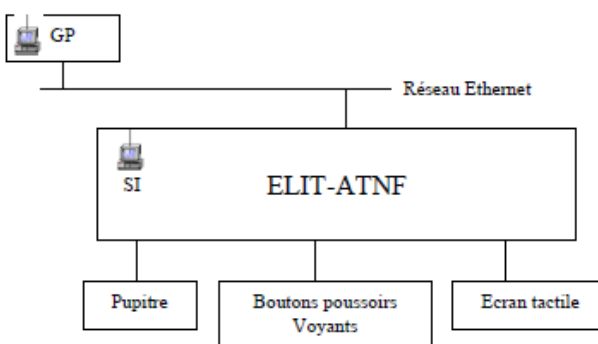 GP
Réseau Ethernet
SI
ELIT-ATNF
Pupitre
Boutons poussoirs
Voyants
Ecran tactile